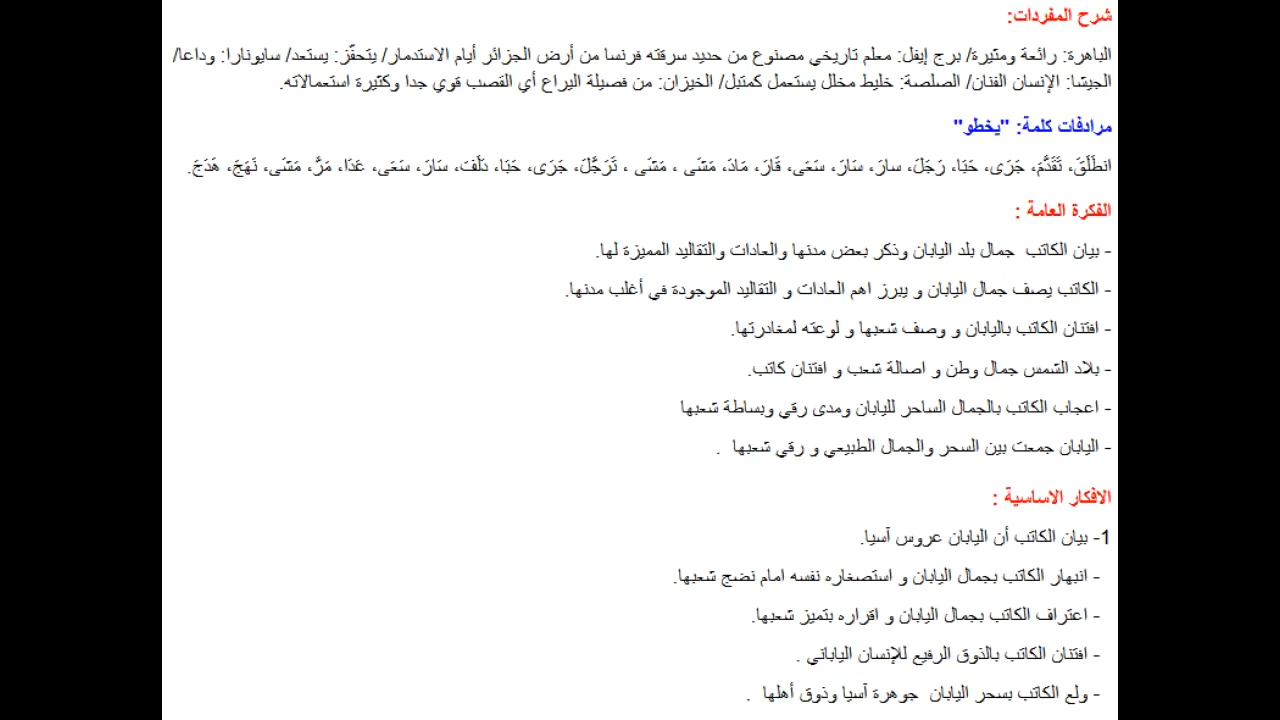 شرح المفردات:
الباهرة: رائعة ومثيرة/ برج إيفل: معلم تاريخي مصنوع من حديد سرقته فرنسا من أرض الجزائر أيام الاستدمار/ يتحفّز: يستعد/ سايونارا: وداعا/
الجيشا: الإنسان الفنان/ الصلصة: خليط مخلل يستعمل كمتبل/ الخيزان: من فصيلة اليراع أي القصب قوي جدا وكثيرة استعمالاته.
مرادفات كلمة: "يخطو"
انطَلَقَ، تَقَدَّمَ، جَرَى، حَبَا، رَجَلَ، سارَ، سَارَ، سَعَى، قَارَ، مَادَ، مَشَى ، مَشَى ، تَرَجَّلَ، جَرَى، حَبَا، دَلَفَ، سَارَ، سَعَى، غَدَا، مَرَّ، مَشَى، نَهَجَ، هَدَجَ.
الفكرة العامة :
- بيان الكاتب جمال بلد اليابان وذكر بعض مدنها والعادات والتقاليد المميزة لها.
- الكاتب يصف جمال اليابان و يبرز اهم العادات و التقاليد الموجودة في أغلب مدنها.
- افتنان الكاتب باليابان و وصف شعبها و لوعته لمغادرتها.
- بلاد الشمس جمال وطن و اصالة شعب و افتنان كاتب.
- اعجاب الكاتب بالجمال الساحر لليابان ومدى رقي وبساطة شعبها
- اليابان جمعت بين السحر والجمال الطبيعي و رقي شعبها .
الافكار الاساسية :
1- بيان الكاتب أن اليابان عروس آسيا.
- انبهار الكاتب بجمال اليابان و استصغاره نفسه امام نضج شعبها.
- اعتراف الكاتب بجمال اليابان و اقراره بتميز شعبها.
- افتنان الكاتب بالذوق الرفيع للإنسان الياباني .
- ولع الكاتب بسحر اليابان جوهرة آسيا وذوق أهلها .